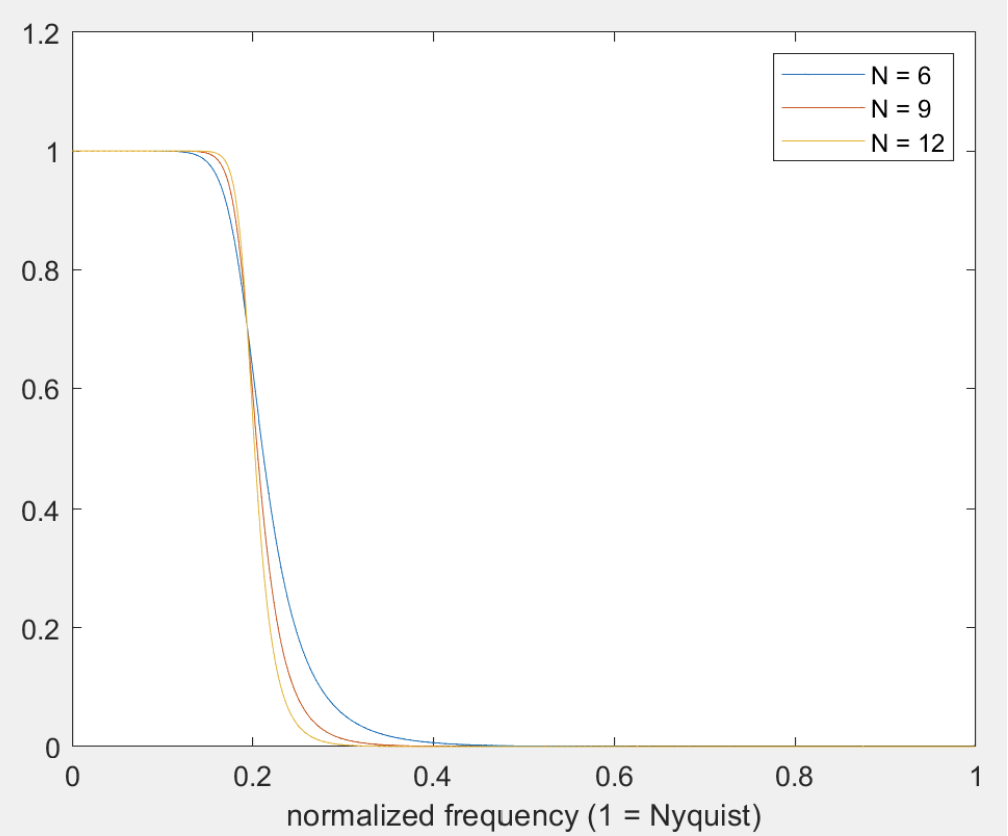 1.2
1
0.8
0.6
0.4
0.2
0
N = 6
N = 9
N = 12
0 0.2 0.4 0.6 0.8 1
normalized frequency (1 = Nyquist)